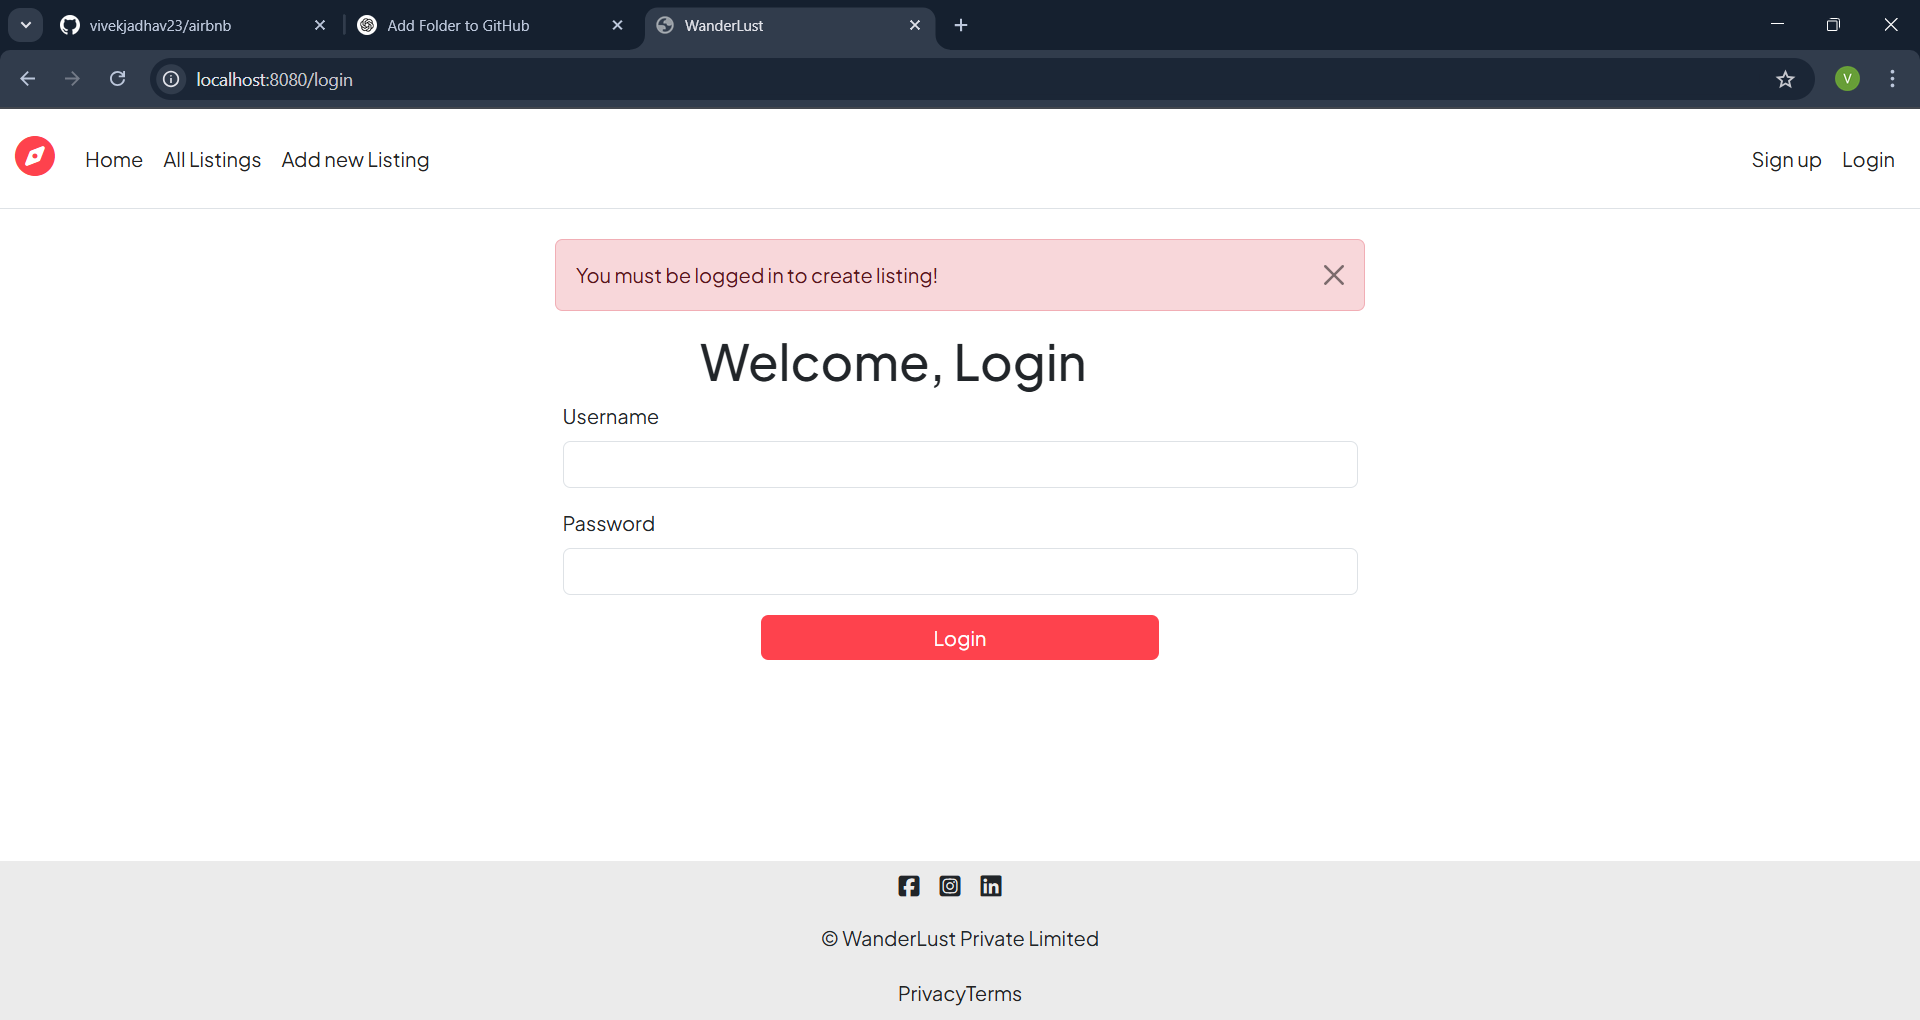 vivekjadhav23/airbnb
Add Folder to GitHub
WanderLust
localhost:8080/login
V
Home
All Listings
Add new Listing
Sign up
Login
You must be logged in to create listing!
Welcome, Login
Username
Password
Login
© WanderLust Private Limited
PrivacyTerms